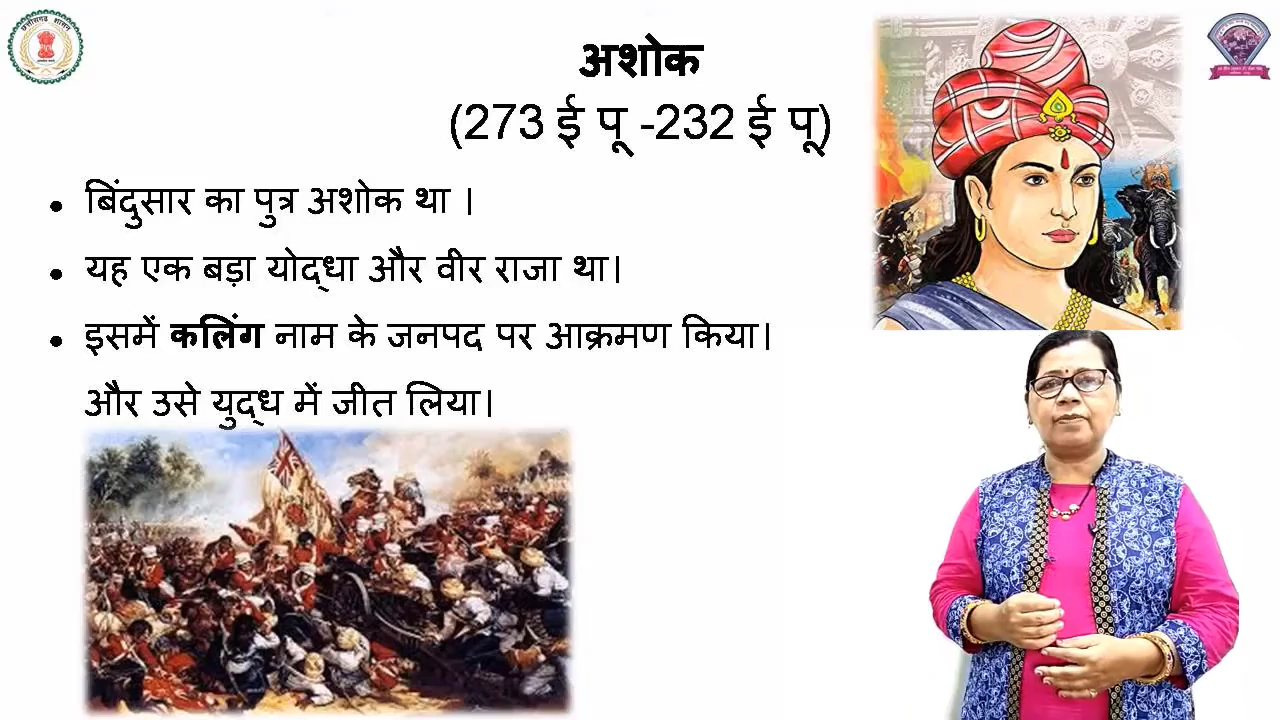 अशोक
(273 ई पू -232 ई पू)
• बिंदुसार का पुत्र अशोक था ।
• यह एक बड़ा योद्धा और वीर राजा था।
• इसमें कलिंग नाम के जनपद पर आक्रमण किया।
और उसे युद्ध में जीत लिया।